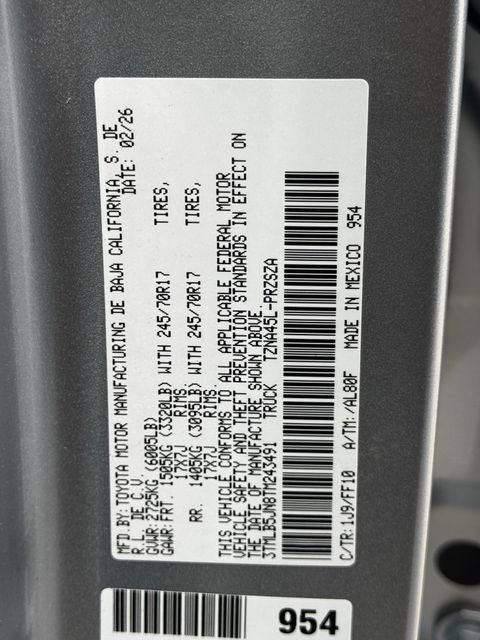 MFD.BY:TOYOTA MOTOR MANUFACTURING DE BAJA CALIFORNIA, S. DE
R.L. DE C.V. DATE: 02/26
GVWR:2725KG (6005LB)
GAWR:FRT. 1505KG (3320LB) WITH 245/70R17 TIRES,
17X7J RIMS.
RR. 1405KG (3095LB) WITH 245/70R17 TIRES,
17X7J RIMS.
THIS VEHICLE CONFORMS TO ALL APPLICABLE FEDERAL MOTOR
VEHICLE SAFETY AND THEFT PREVENTION STANDARDS IN EFFECT ON
THE DATE OF MANUFACTURE SHOWN ABOVE.
3TMLB5JN8TM243491 TRUCK TZNA45L-PRZSZA
C/TR:1J9/FF10 A/TM:/AL80F MADE IN MEXICO 954
954